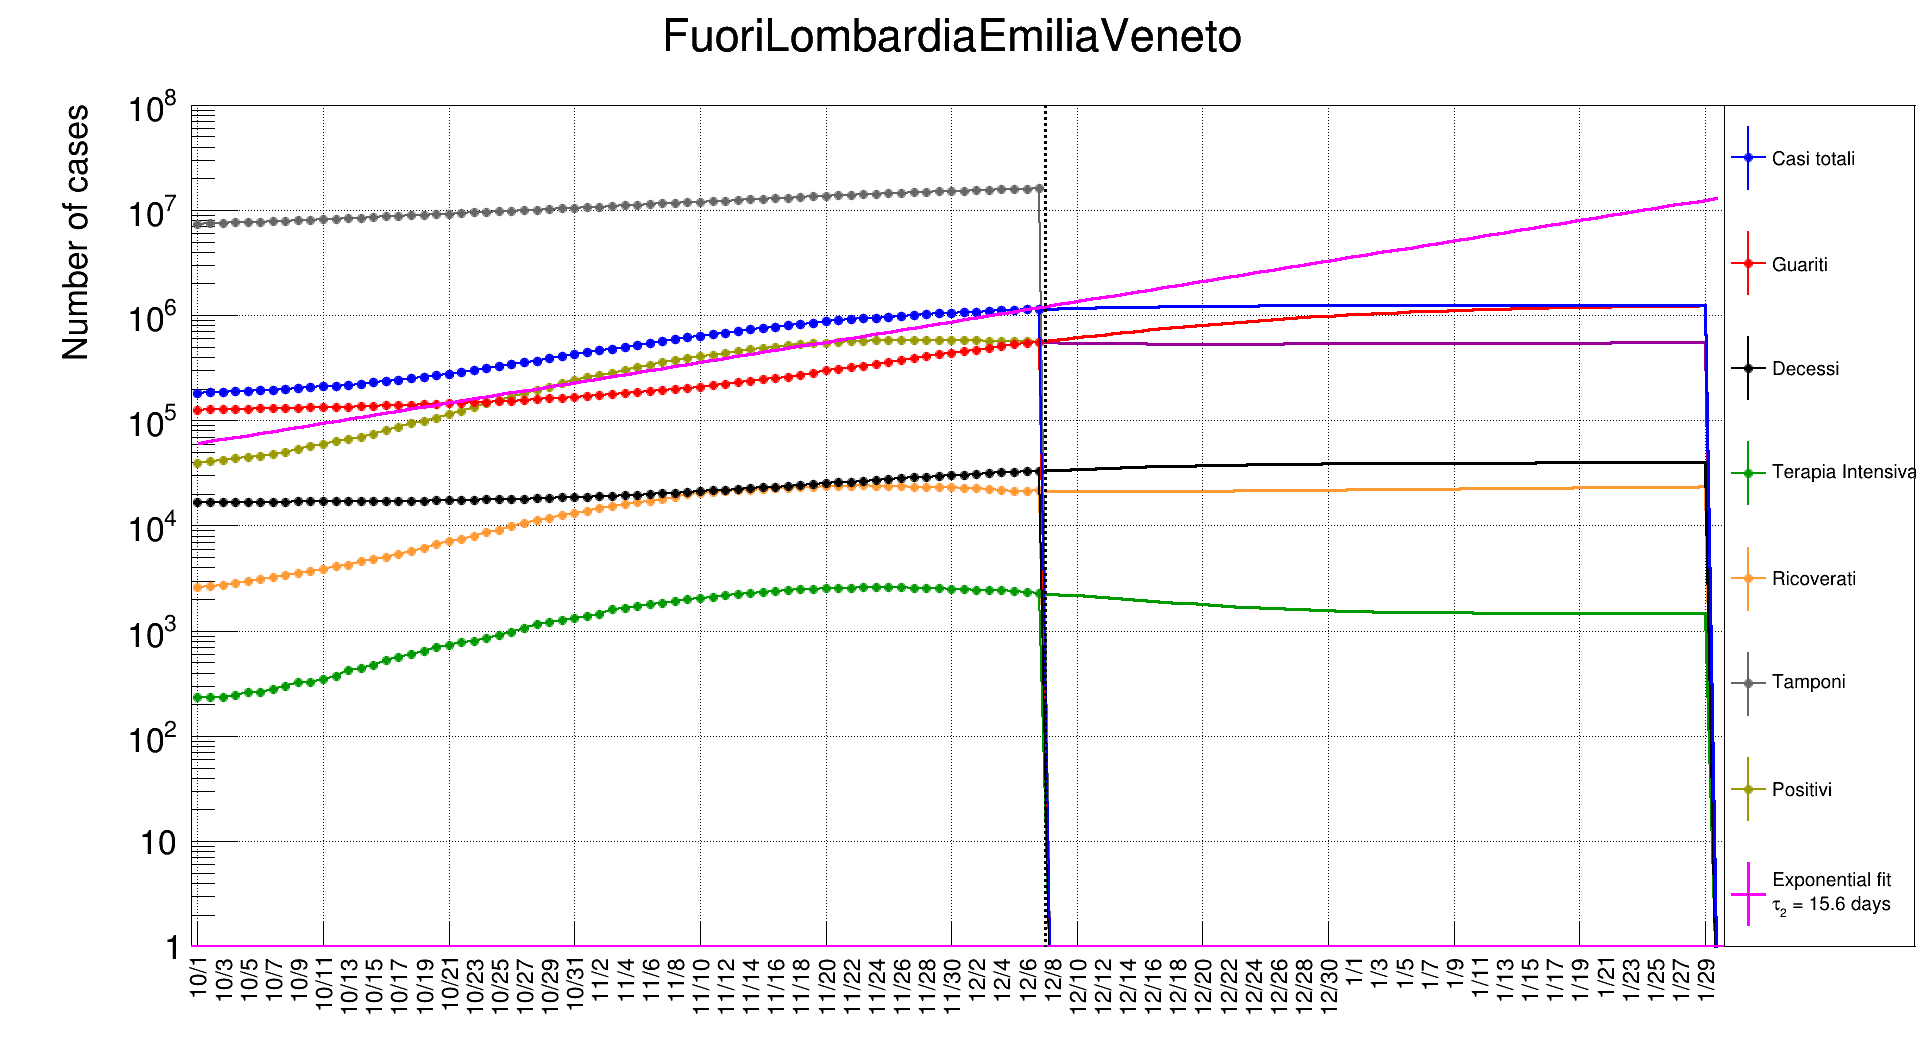 FuoriLombardiaEmiliaVeneto
Number of cases
10^8
10^7
10^6
10^5
10^4
10^3
10^2
10
1
10/1 10/3 10/5 10/7 10/9 10/11 10/13 10/15 10/17 10/19 10/21 10/23 10/25 10/27 10/29 10/31 11/2 11/4 11/6 11/8 11/10 11/12 11/14 11/16 11/18 11/20 11/22 11/24 11/26 11/28 11/30 12/2 12/4 12/6 12/8 12/10 12/12 12/14 12/16 12/18 12/20 12/22 12/24 12/26 12/28 12/30 1/1 1/3 1/5 1/7 1/9 1/11 1/13 1/15 1/17 1/19 1/21 1/23 1/25 1/27 1/29
Casi totali
Guariti
Decessi
Terapia Intensiva
Ricoverati
Tamponi
Positivi
Exponential fit
τ_2 = 15.6 days